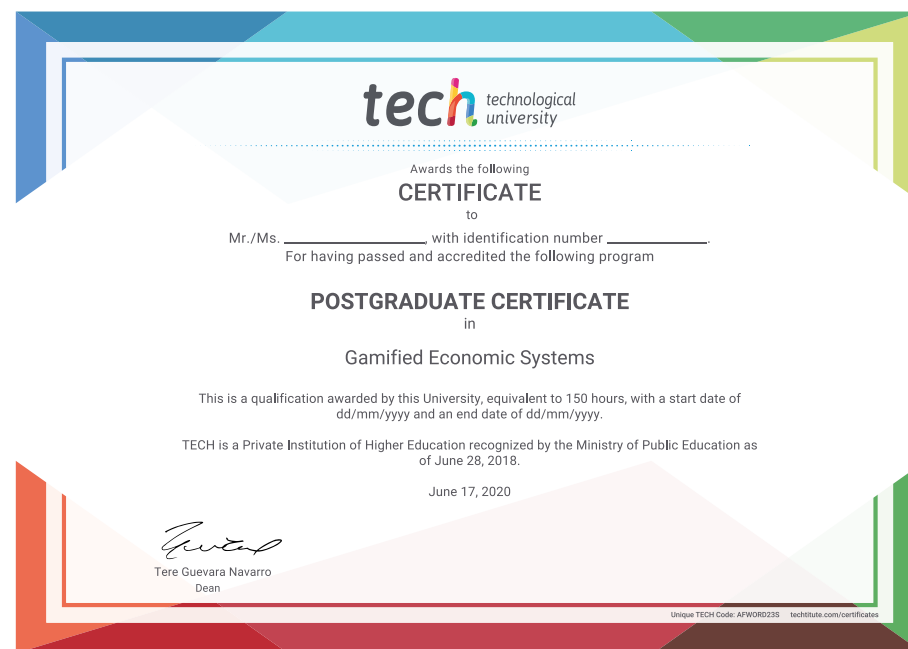 tech technological
university
Awards the following
CERTIFICATE
to
Mr./Ms. ____________________, with identification number ______________.
For having passed and accredited the following program
POSTGRADUATE CERTIFICATE
in
Gamified Economic Systems
This is a qualification awarded by this University, equivalent to 150 hours, with a start date of
dd/mm/yyyy and an end date of dd/mm/yyyy.
TECH is a Private Institution of Higher Education recognized by the Ministry of Public Education as
of June 28, 2018.
June 17, 2020
Tere Guevara Navarro
Dean
Unique TECH Code: AFWORD23S techtitute.com/certificates